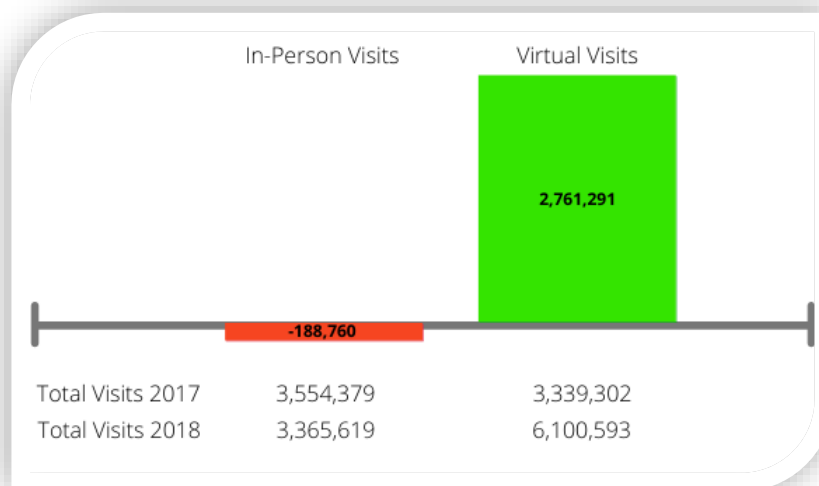 In-Person Visits Virtual Visits
2,761,291
-188,760
Total Visits 2017 3,554,379 3,339,302
Total Visits 2018 3,365,619 6,100,593